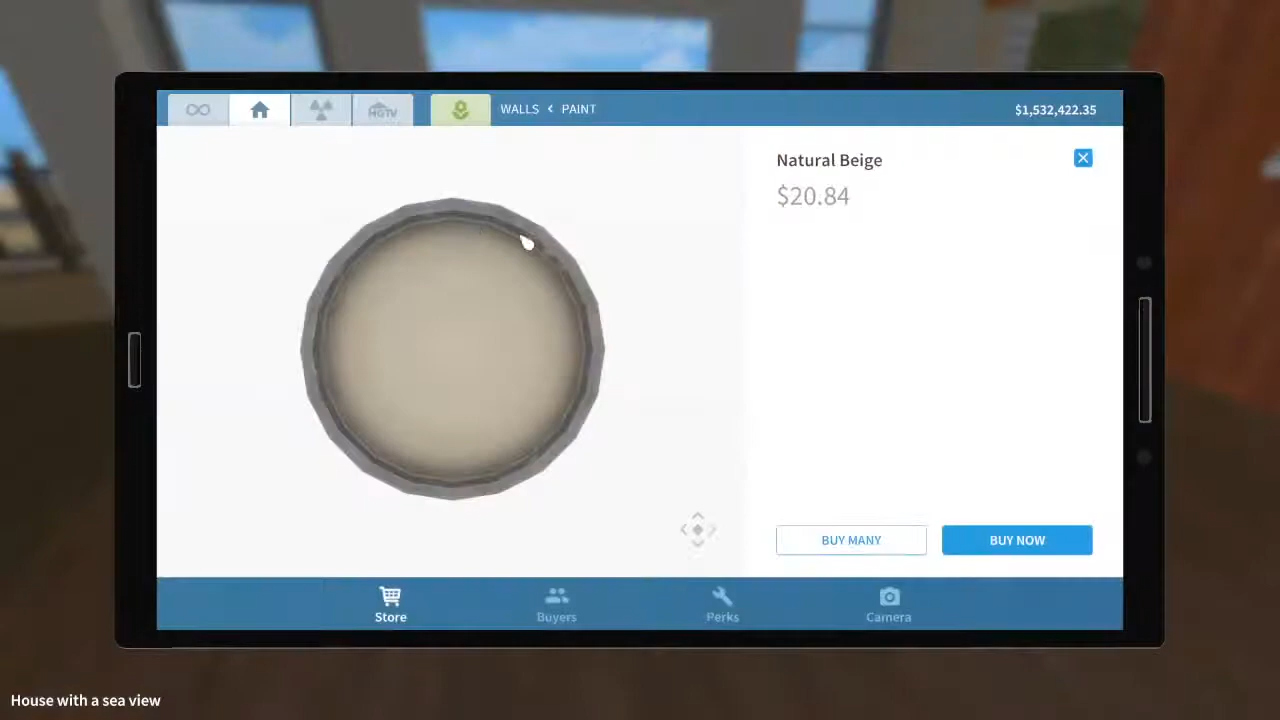 HGTV
WALLS < PAINT
$1,532,422.35
Natural Beige
$20.84
BUY MANY
BUY NOW
Store
Buyers
Perks
Camera
House with a sea view